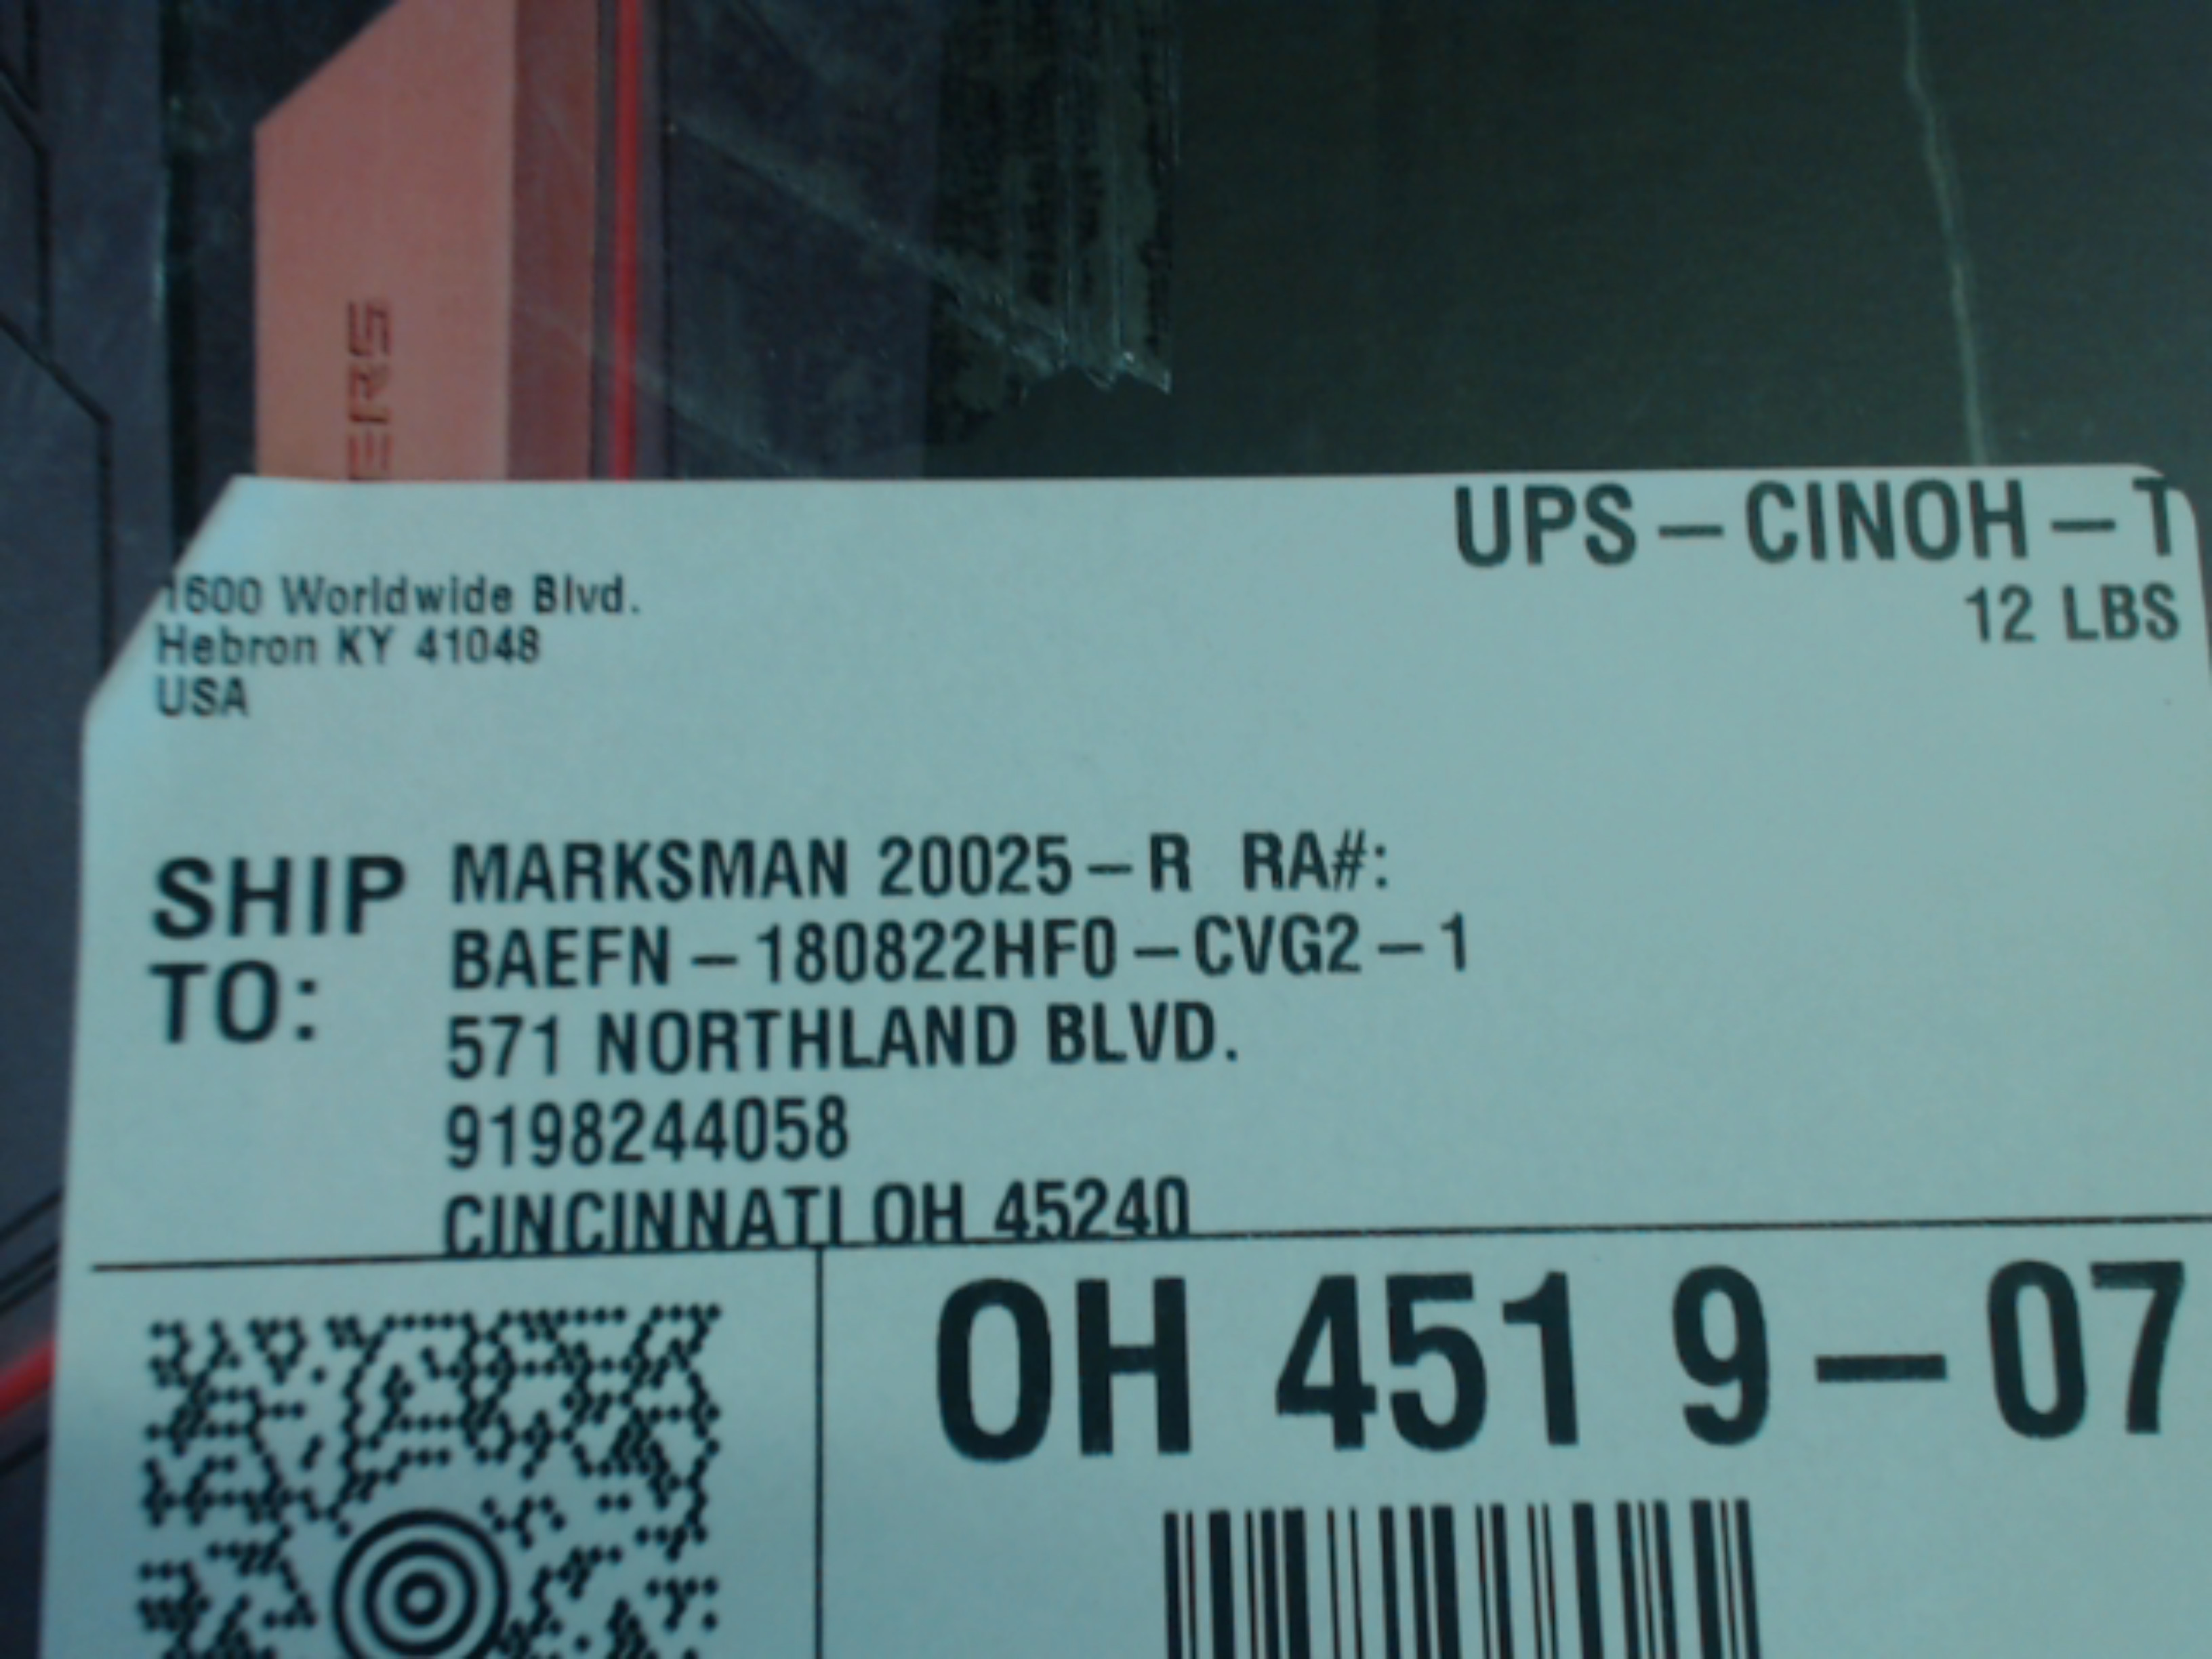 ERS
UPS – CINOH – T
12 LBS
1600 Worldwide Blvd.
Hebron KY 41048
USA
SHIP TO:
MARKSMAN 20025 – R RA#:
BAEFN – 180822HF0 – CVG2 – 1
571 NORTHLAND BLVD.
9198244058
CINCINNATI OH 45240
OH 451 9 – 07